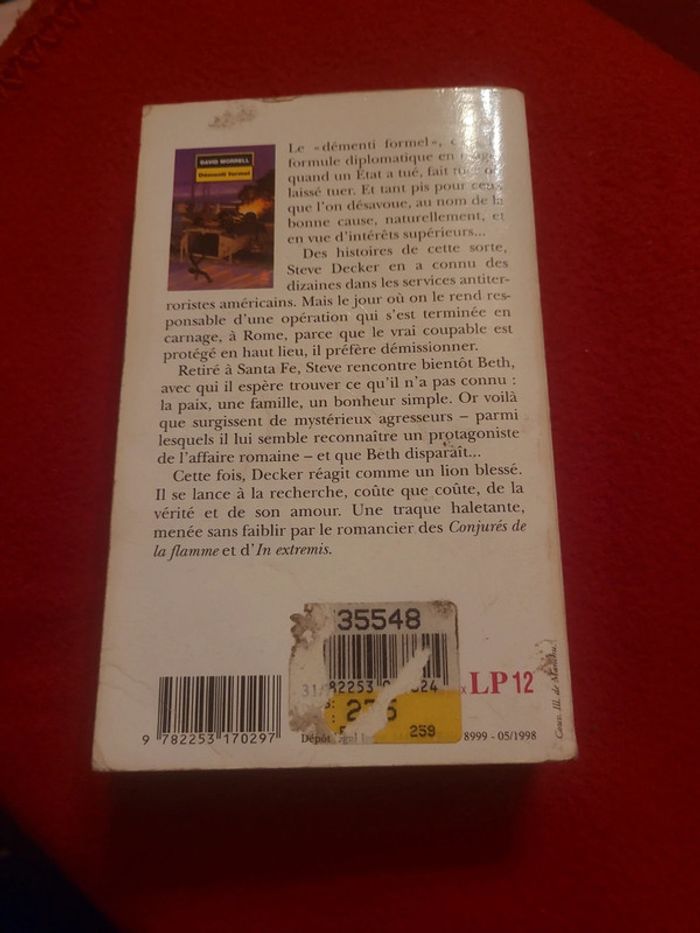 DAVID MORRELL
Démenti formel
Le «démenti formel»,
formule diplomatique en
quand un État a tué, fait tuer ou
laissé tuer. Et tant pis pour ceux
que l'on désavoue, au nom de la
bonne cause, naturellement, et
en vue d'intérêts supérieurs...
Des histoires de cette sorte,
Steve Decker en a connu des
dizaines dans les services antiter-
roristes américains. Mais le jour où on le rend res-
ponsable d'une opération qui s'est terminée en
carnage, à Rome, parce que le vrai coupable est
protégé en haut lieu, il préfère démissionner.
Retiré à Santa Fe, Steve rencontre bientôt Beth,
avec qui il espère trouver ce qu'il n'a pas connu :
la paix, une famille, un bonheur simple. Or voilà
que surgissent de mystérieux agresseurs – parmi
lesquels il lui semble reconnaître un protagoniste
de l'affaire romaine – et que Beth disparaît...
Cette fois, Decker réagit comme un lion blessé.
Il se lance à la recherche, coûte que coûte, de la
vérité et de son amour. Une traque haletante,
menée sans faiblir par le romancier des Conjurés de
la flamme et d'In extremis.
35548
31/
82253
24
LP 12
259
9 782253 170297
Dépôt
8999 - 05/1998
Couv. Ill. de